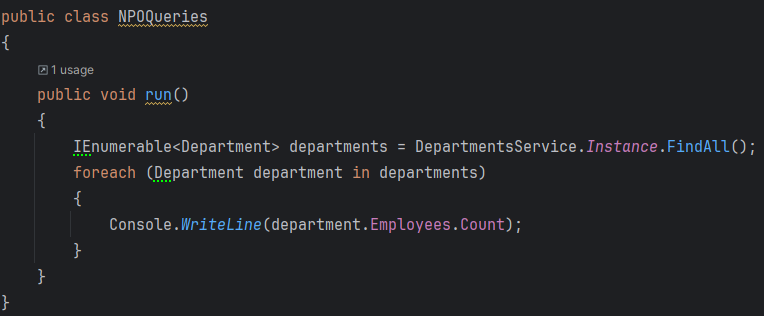 public class NPOQueries
{
    1 usage
    public void run()
    {
        IEnumerable<Department> departments = DepartmentsService.Instance.FindAll();
        foreach (Department department in departments)
        {
            Console.WriteLine(department.Employees.Count);
        }
    }
}